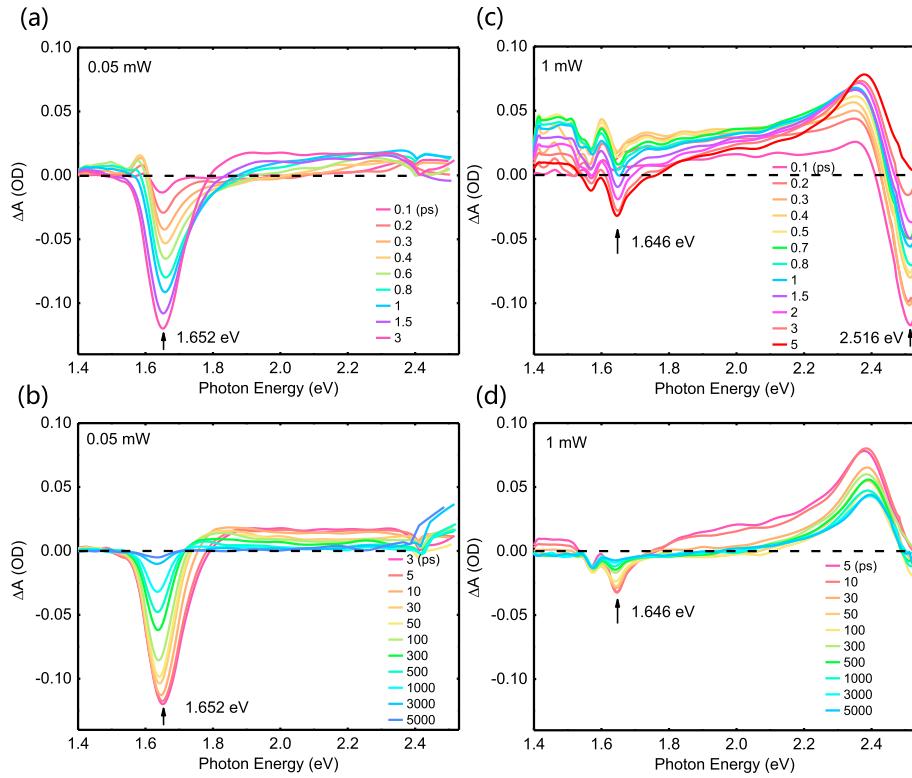 (a)
0.05 mW
ΔA (OD)
0.10
0.05
0.00
-0.05
-0.10
0.1 (ps)
0.2
0.3
0.4
0.6
0.8
1
1.5
3
1.652 eV
1.4 1.6 1.8 2.0 2.2 2.4
Photon Energy (eV)
(c)
1 mW
ΔA (OD)
0.10
0.05
0.00
-0.05
-0.10
0.1 (ps)
0.2
0.3
0.4
0.5
0.7
0.8
1
1.5
2
3
5
1.646 eV
2.516 eV
1.4 1.6 1.8 2.0 2.2 2.4
Photon Energy (eV)
(b)
0.05 mW
ΔA (OD)
0.10
0.05
0.00
-0.05
-0.10
3 (ps)
5
10
30
50
100
300
500
1000
3000
5000
1.652 eV
1.4 1.6 1.8 2.0 2.2 2.4
Photon Energy (eV)
(d)
1 mW
ΔA (OD)
0.10
0.05
0.00
-0.05
-0.10
5 (ps)
10
30
50
100
300
500
1000
3000
5000
1.646 eV
1.4 1.6 1.8 2.0 2.2 2.4
Photon Energy (eV)